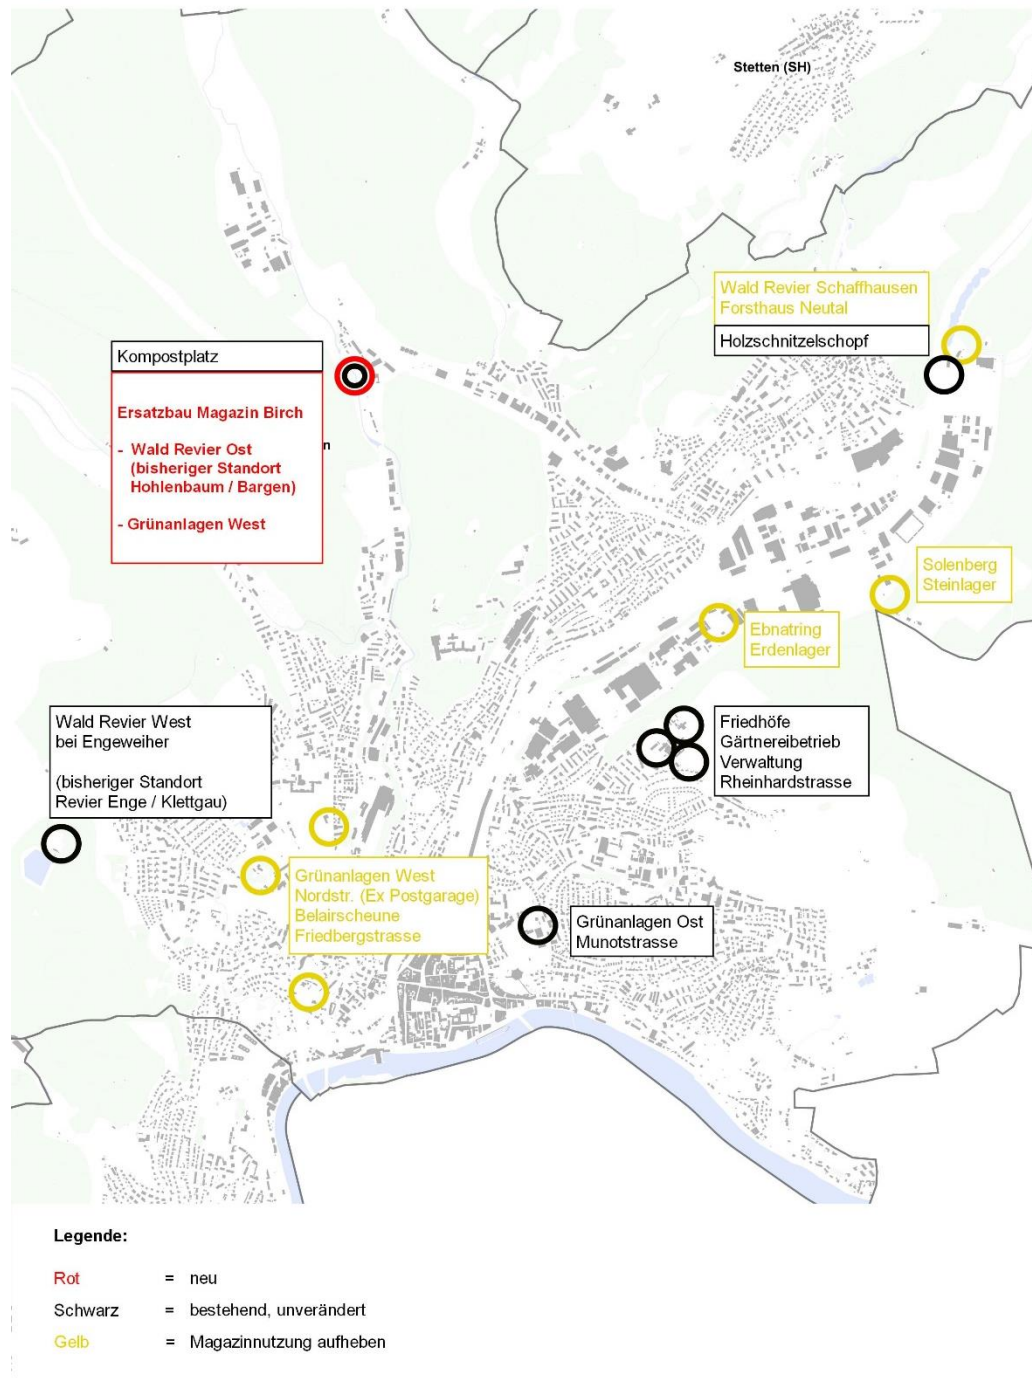 Stetten (SH)
Wald Revier Schaffhausen
Forsthaus Neutal
Holzschnitzelschopf
Kompostplatz
Ersatzbau Magazin Birch
- Wald Revier Ost
(bisheriger Standort
Hohlenbaum / Bargen)
- Grünanlagen West
n
Solenberg
Steinlager
Ebnatring
Erdenlager
Wald Revier West
bei Engeweiher
(bisheriger Standort
Revier Enge / Klettgau)
Friedhöfe
Gärtnereibetrieb
Verwaltung
Rheinhardstrasse
Grünanlagen West
Nordstr. (Ex Postgarage)
Belairscheune
Friedbergstrasse
Grünanlagen Ost
Munotstrasse
Legende:
Rot = neu
Schwarz = bestehend, unverändert
Gelb = Magazinnutzung aufheben